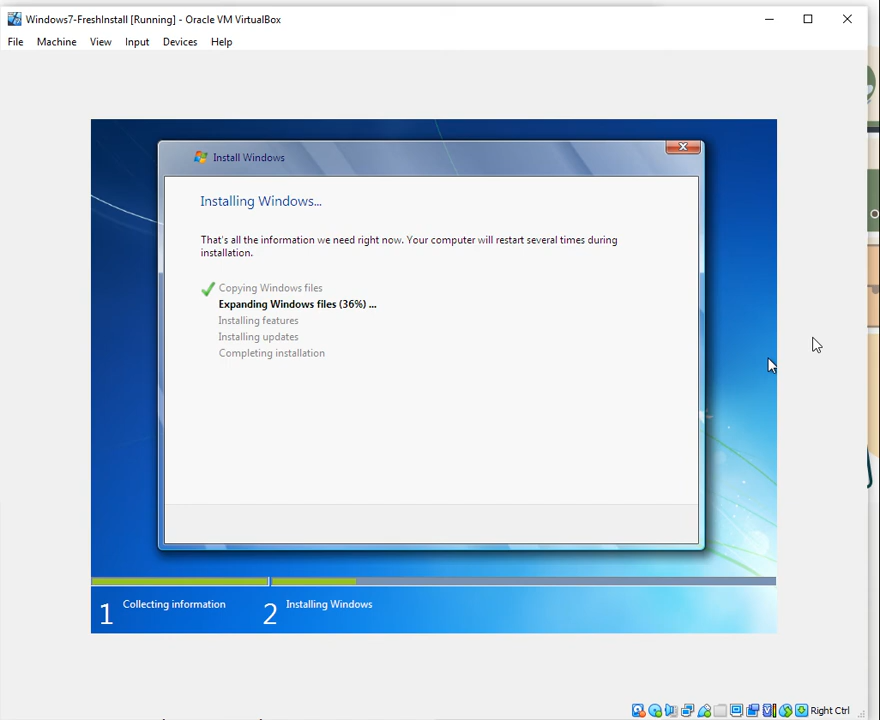 Windows7-FreshInstall [Running] - Oracle VM VirtualBox
File Machine View Input Devices Help
Install Windows
Installing Windows...
That's all the information we need right now. Your computer will restart several times during
installation.
Copying Windows files
Expanding Windows files (36%) ...
Installing features
Installing updates
Completing installation
1 Collecting information 2 Installing Windows
Right Ctrl